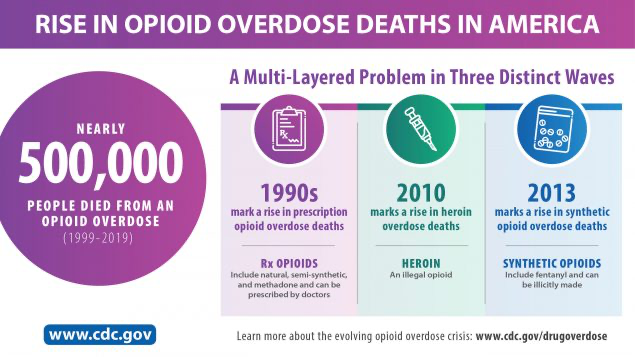 RISE IN OPIOID OVERDOSE DEATHS IN AMERICA
NEARLY
500,000
PEOPLE DIED FROM AN
OPIOID OVERDOSE
(1999-2019)
A Multi-Layered Problem in Three Distinct Waves
Rx
1990s
mark a rise in prescription
opioid overdose deaths
Rx OPIOIDS
Include natural, semi-synthetic,
and methadone and can be
prescribed by doctors
2010
marks a rise in heroin
overdose deaths
HEROIN
An illegal opioid
2013
marks a rise in synthetic
opioid overdose deaths
SYNTHETIC OPIOIDS
Include fentanyl and can
be illicitly made
www.cdc.gov
Learn more about the evolving opioid overdose crisis: www.cdc.gov/drugoverdose